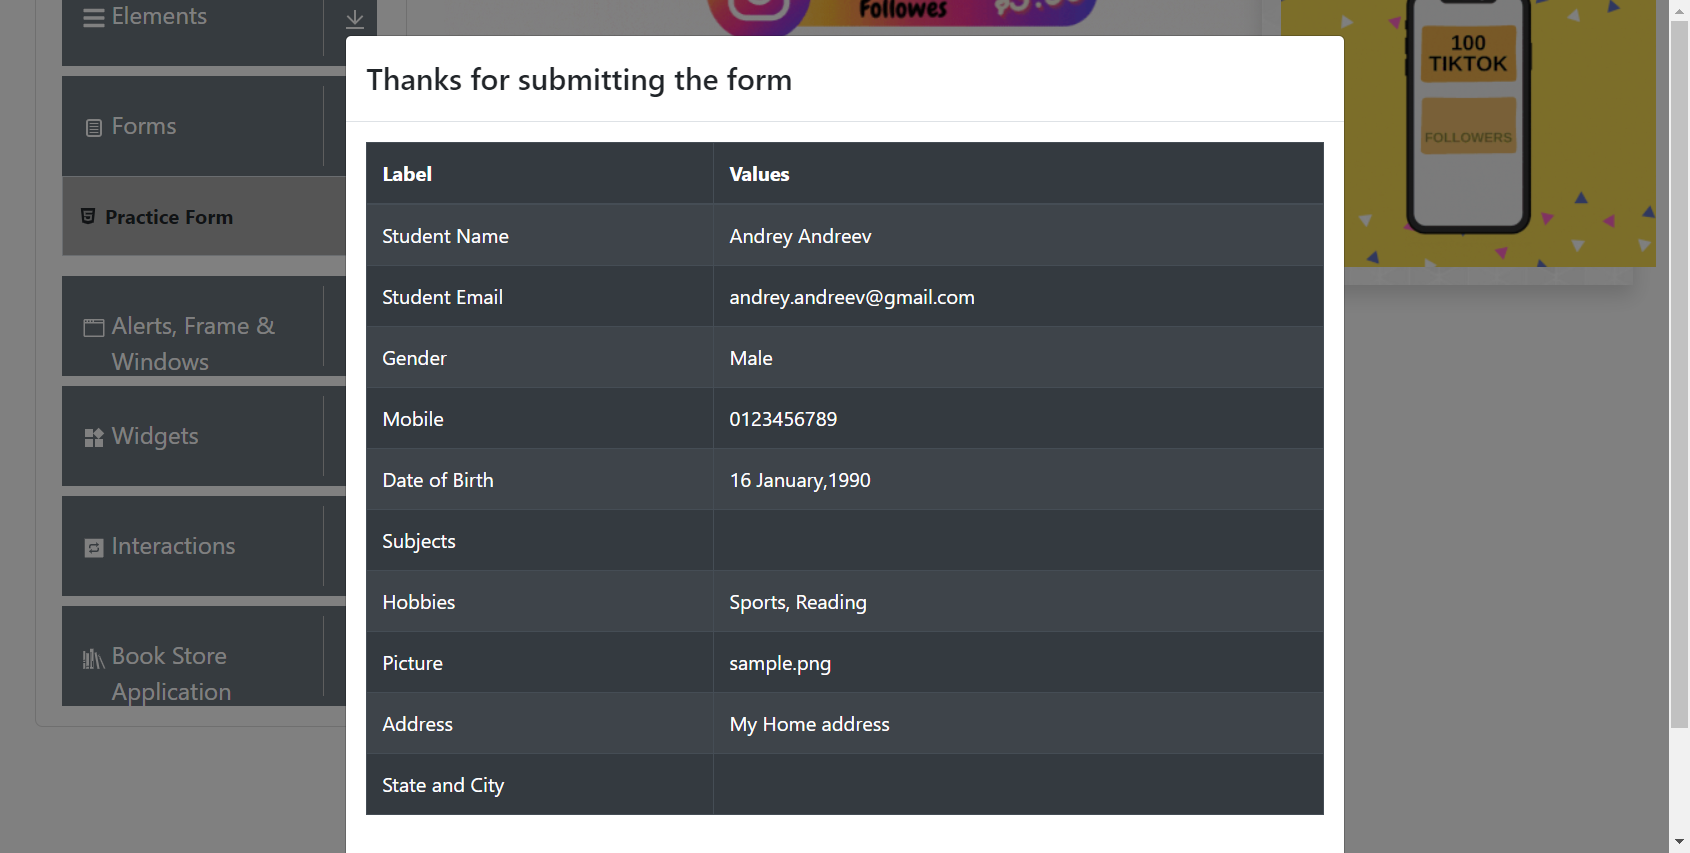 Elements
Forms
Practice Form
Alerts, Frame &
Windows
Widgets
Interactions
Book Store
Application
Followes
Thanks for submitting the form
Label Values
Student Name Andrey Andreev
Student Email andrey.andreev@gmail.com
Gender Male
Mobile 0123456789
Date of Birth 16 January,1990
Subjects
Hobbies Sports, Reading
Picture sample.png
Address My Home address
State and City
100
TIKTOK
FOLLOWERS